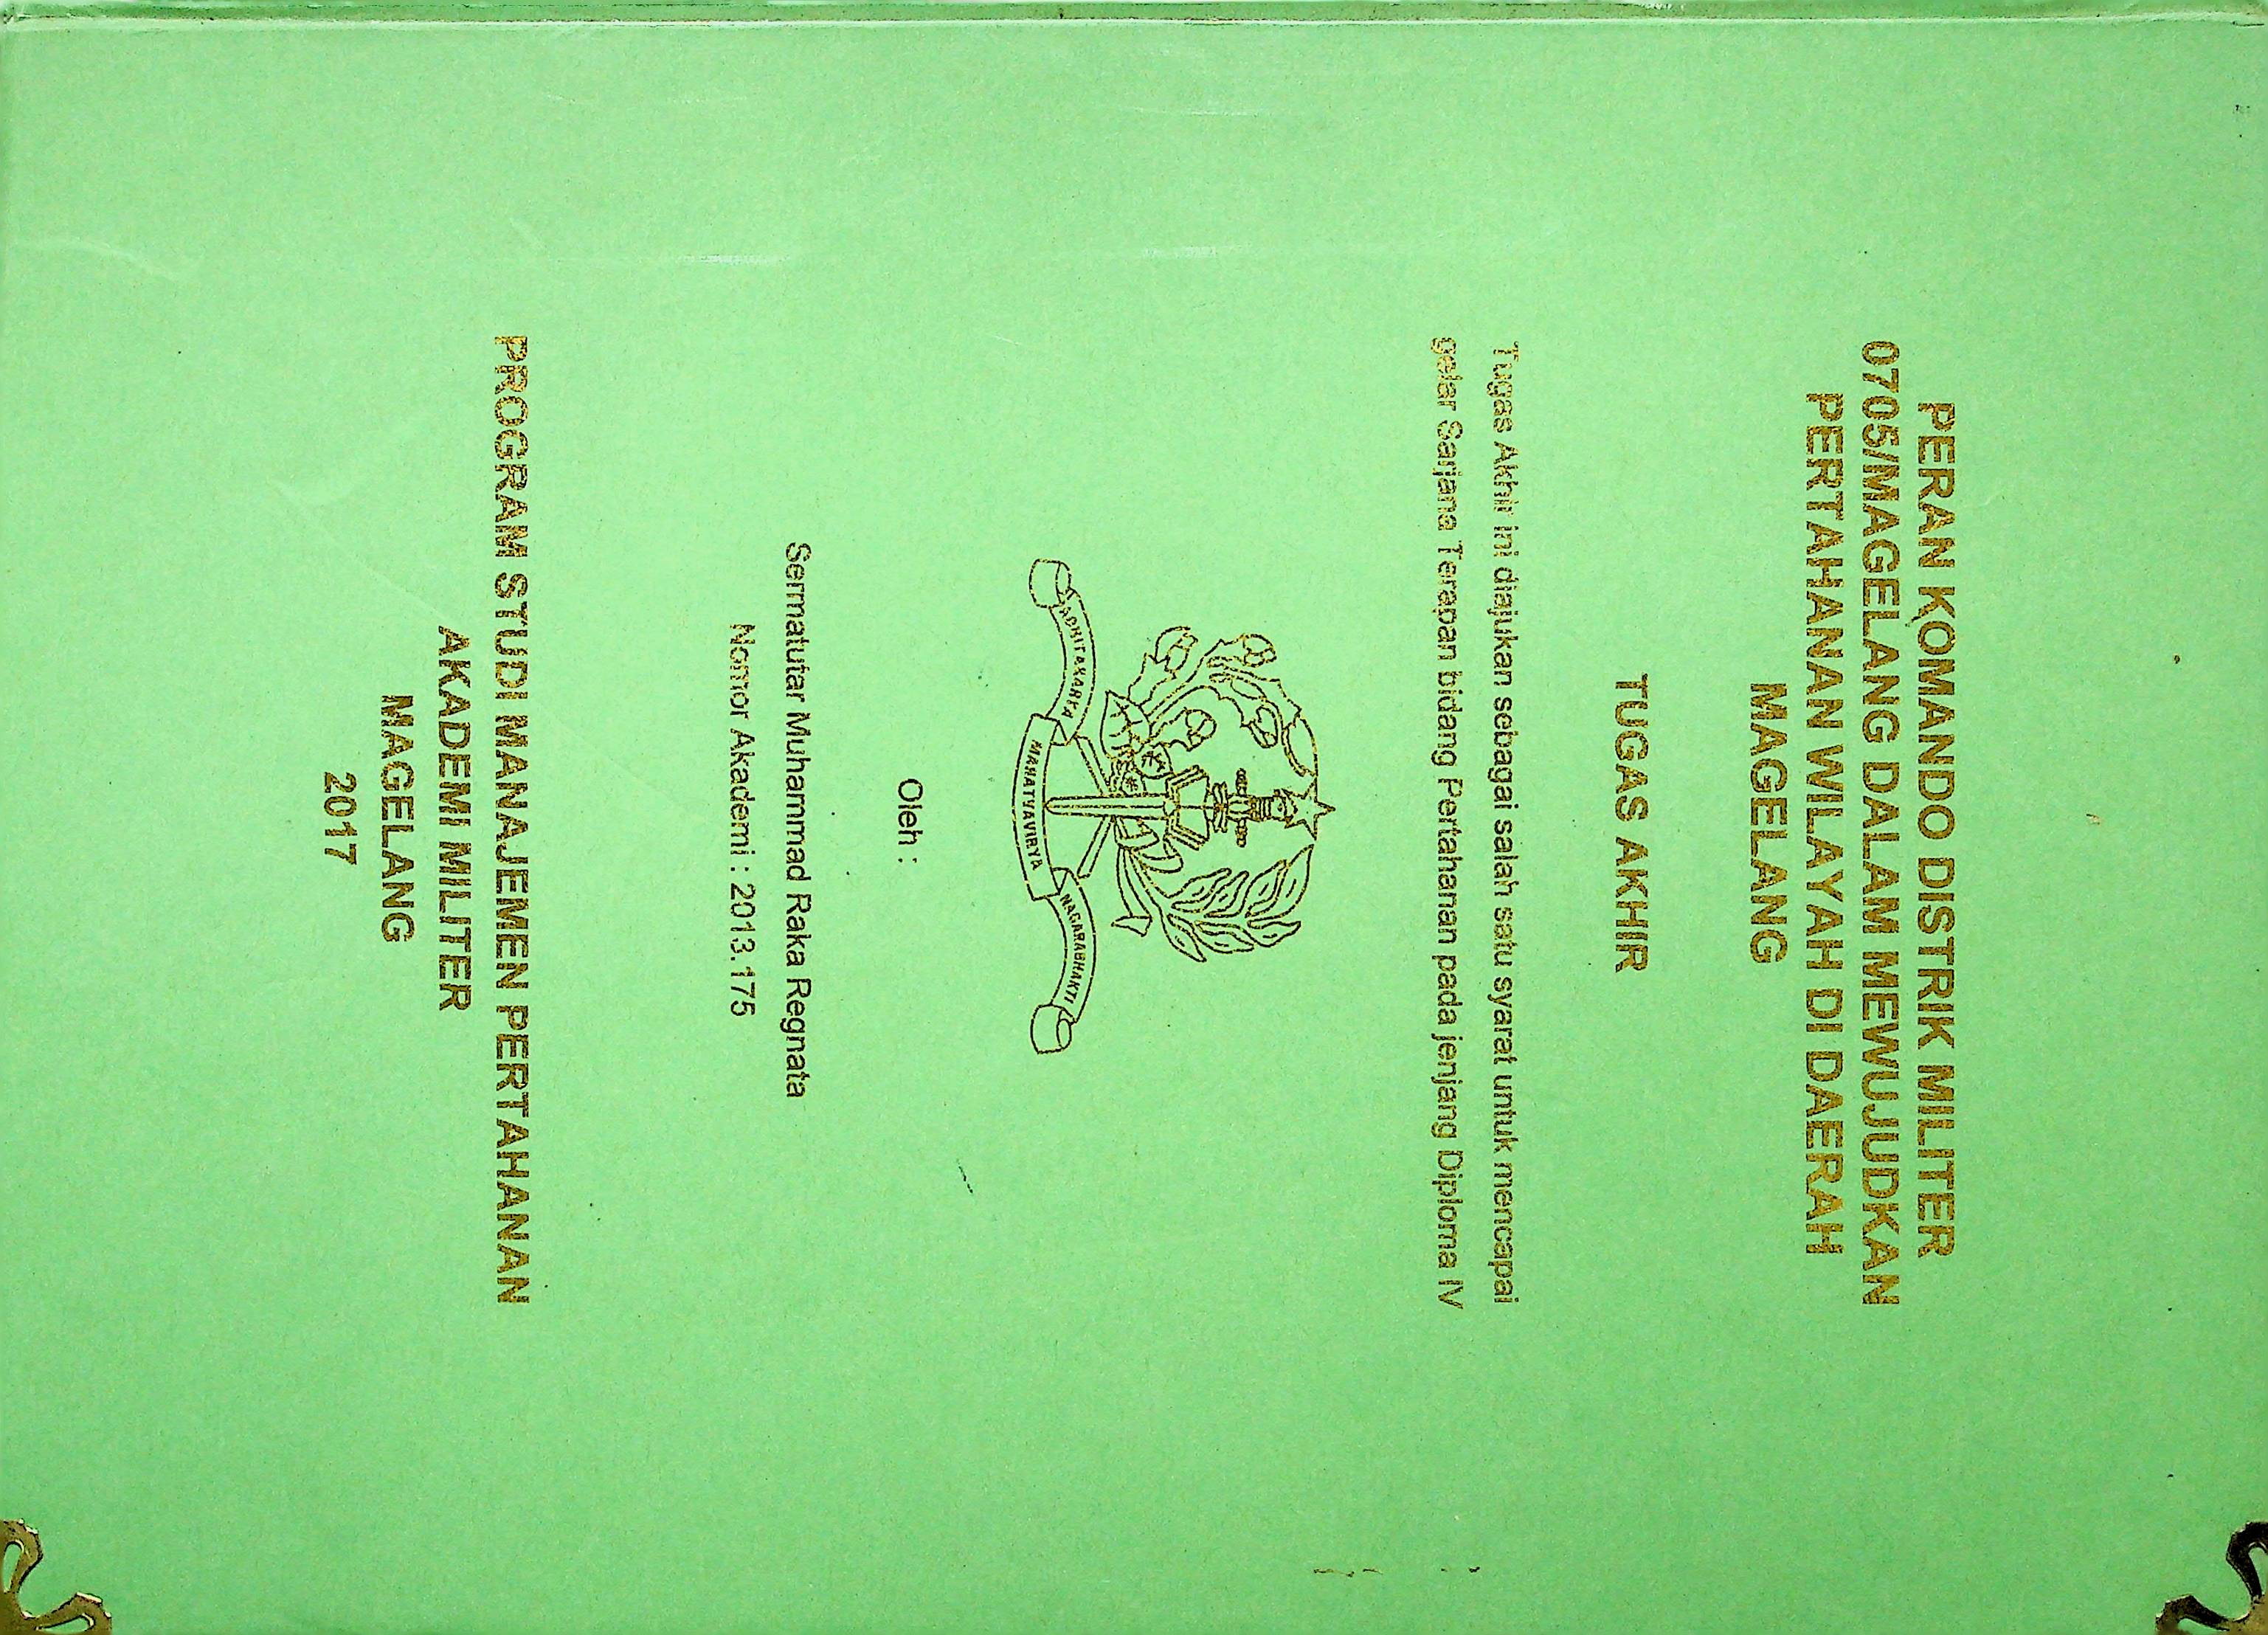 PERAN KOMANDO DISTRIK MILITER
0705/MAGELANG DALAM MEWUJUDKAN
PERTAHANAN WILAYAH DI DAERAH
MAGELANG
TUGAS AKHIR
Tugas Akhir ini diajukan sebagai salah satu syarat untuk mencapai
gelar Sarjana Terapan bidang Pertahanan pada jenjang Diploma IV
ADHITAKARYA
MAHATVAVIRYA
NAGARABHAKTI
Oleh :
Sermatutar Muhammad Raka Regnata
Nomor Akademi : 2013.175
PROGRAM STUDI MANAJEMEN PERTAHANAN
AKADEMI MILITER
MAGELANG
2017